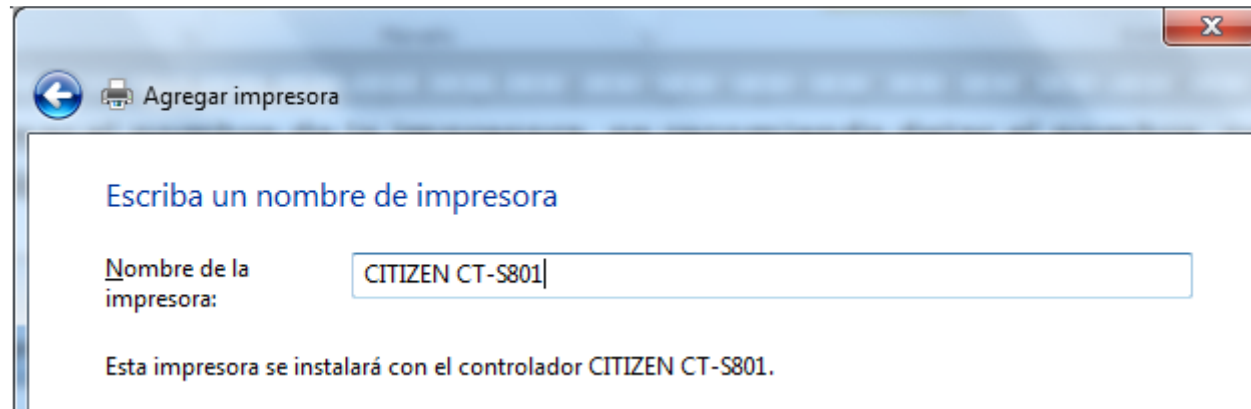 Agregar impresora
Escriba un nombre de impresora
Nombre de la
impresora:
CITIZEN CT-S801
Esta impresora se instalará con el controlador CITIZEN CT-S801.